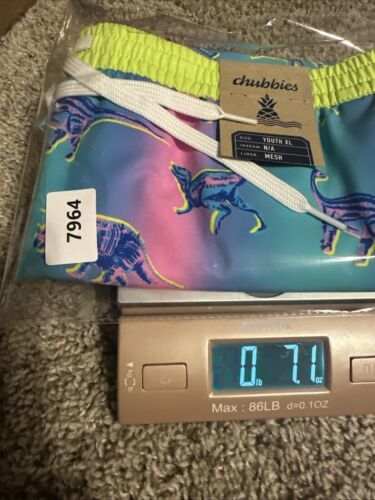 chubbies
SIZE: YOUTH XL
INSEAM: N/A
LINER: MESH
7964
0 lb 7.1 oz
Max : 86LB d=0.1OZ